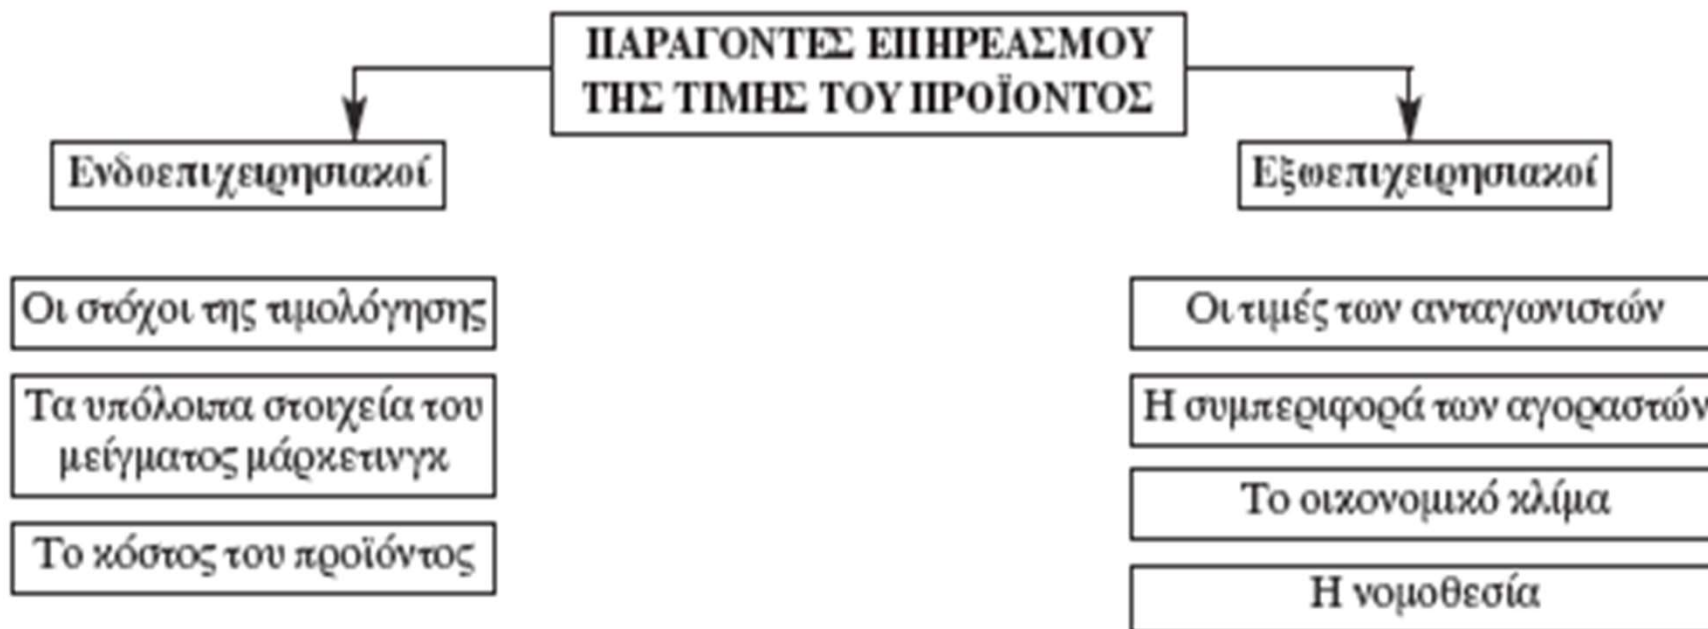 ΠΑΡΑΓΟΝΤΕΣ ΕΠΗΡΕΑΣΜΟΥ
ΤΗΣ ΤΙΜΗΣ ΤΟΥ ΠΡΟΪΟΝΤΟΣ
Ενδοεπιχειρησιακοί
Οι στόχοι της τιμολόγησης
Τα υπόλοιπα στοιχεία του
μείγματος μάρκετινγκ
Το κόστος του προϊόντος
Εξωεπιχειρησιακοί
Οι τιμές των ανταγωνιστών
Η συμπεριφορά των αγοραστών
Το οικονομικό κλίμα
Η νομοθεσία